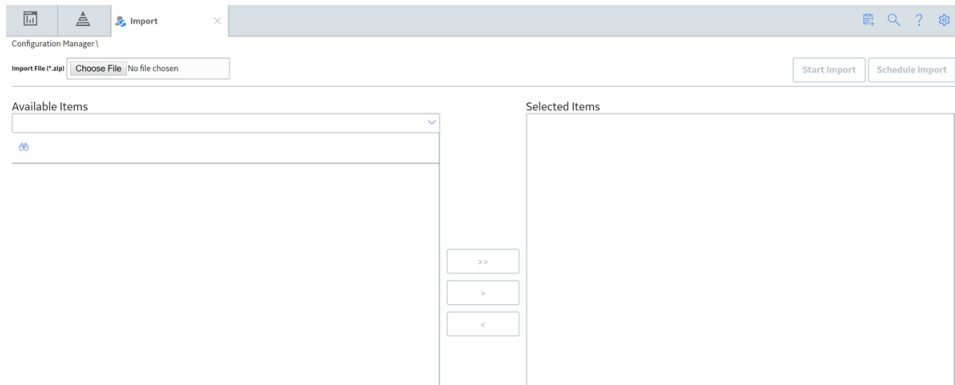 Import
Configuration Manager \
Import File (*.zip) Choose File No file chosen
Start Import Schedule Import
Available Items
Selected Items
>>
>
<